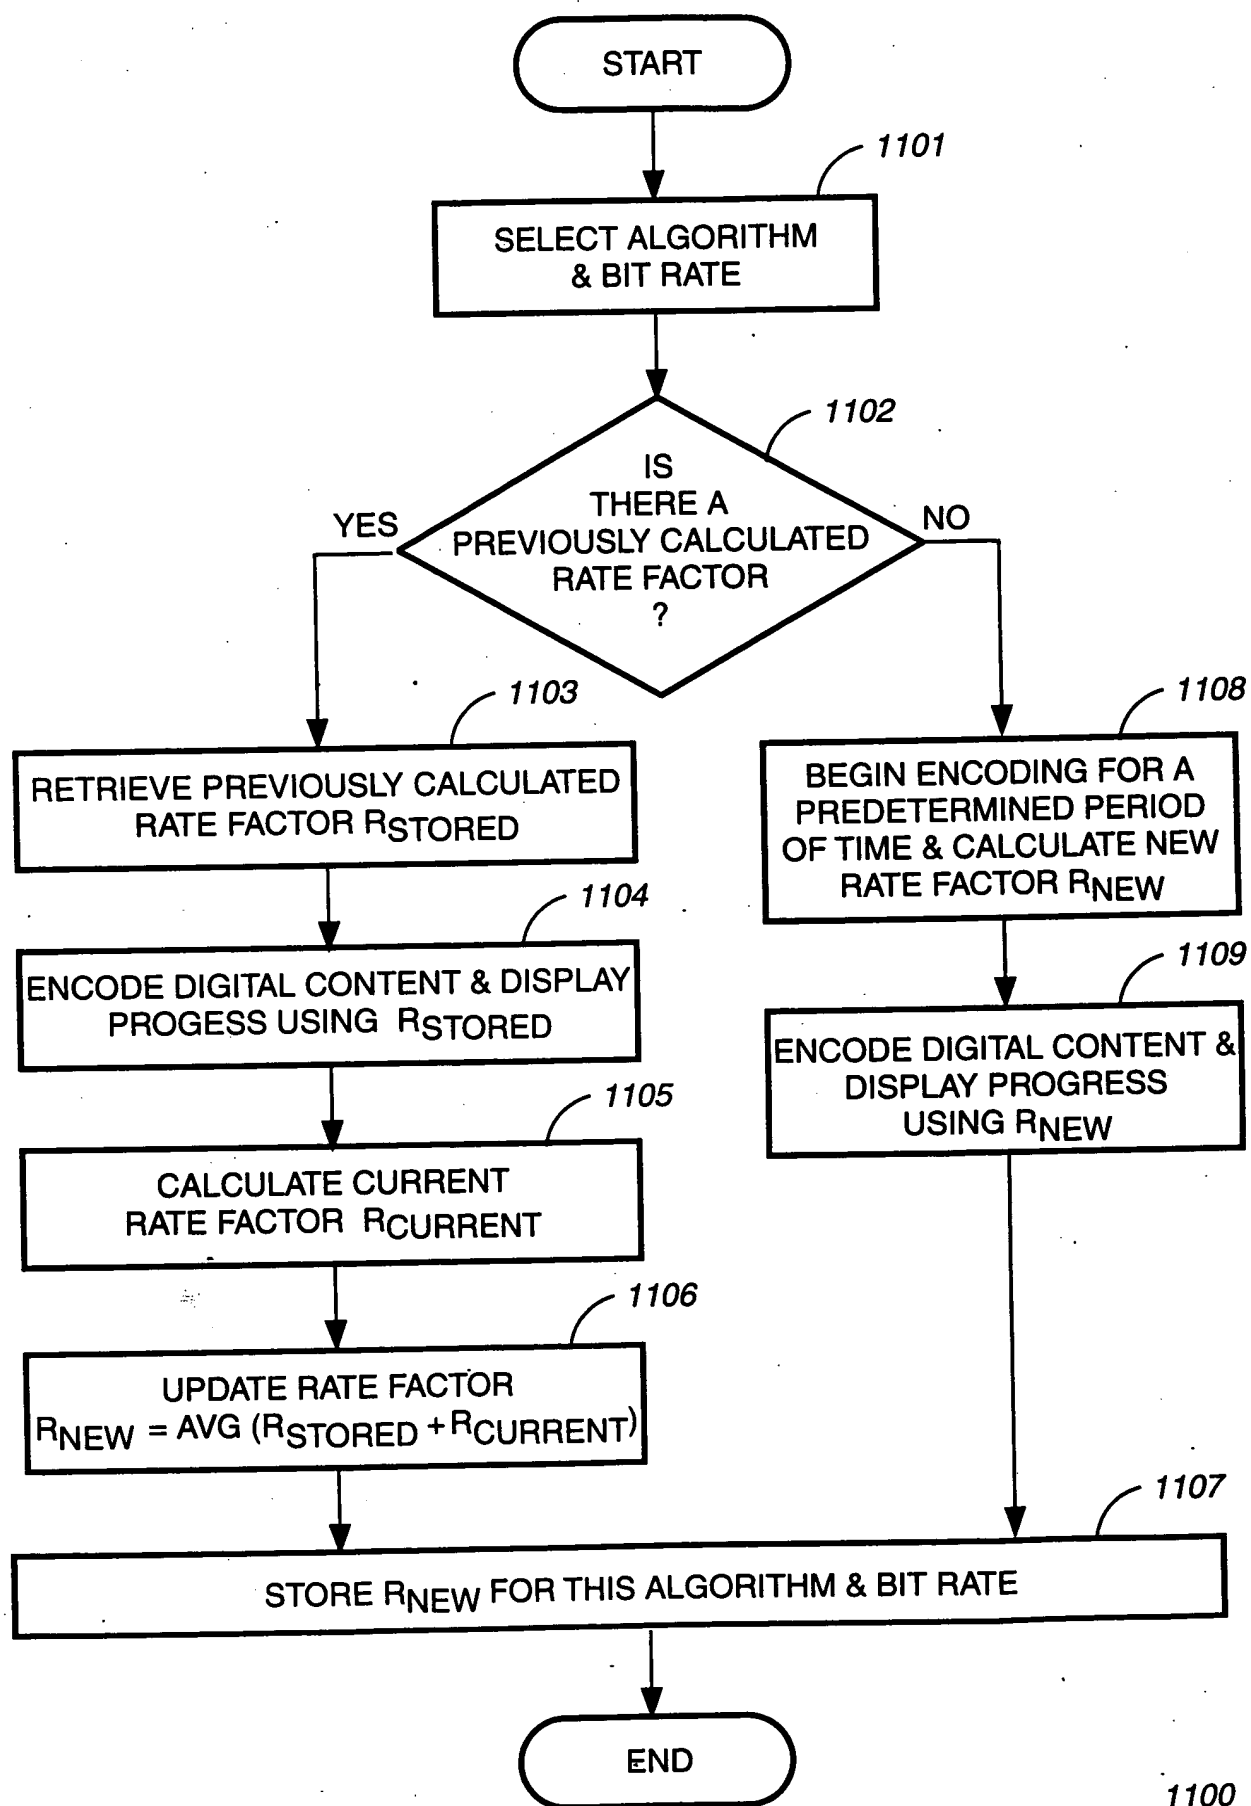 START
1101
SELECT ALGORITHM
& BIT RATE
1102
IS
THERE A
PREVIOUSLY CALCULATED
RATE FACTOR
?
YES
NO
1103
RETRIEVE PREVIOUSLY CALCULATED
RATE FACTOR RSTORED
1108
BEGIN ENCODING FOR A
PREDETERMINED PERIOD
OF TIME & CALCULATE NEW
RATE FACTOR RNEW
1104
ENCODE DIGITAL CONTENT & DISPLAY
PROGESS USING RSTORED
1109
ENCODE DIGITAL CONTENT &
DISPLAY PROGRESS
USING RNEW
1105
CALCULATE CURRENT
RATE FACTOR RCURRENT
1106
UPDATE RATE FACTOR
RNEW = AVG (RSTORED + RCURRENT)
1107
STORE RNEW FOR THIS ALGORITHM & BIT RATE
END
1100